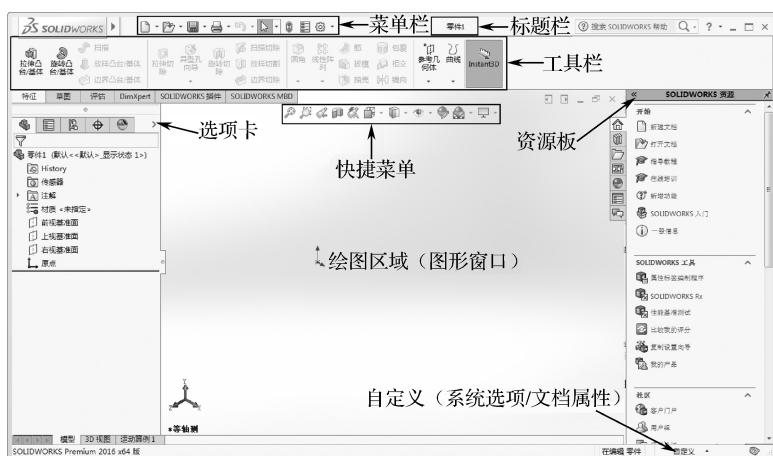 SOLIDWORKS
菜单栏
零件1
标题栏
搜索 SOLIDWORKS 帮助
拉伸凸台/基体
旋转凸台/基体
扫描
放样凸台/基体
边界凸台/基体
拉伸切除
异型孔向导
旋转切除
扫描切除
放样切割
边界切除
圆角
线性阵列
筋
拔模
抽壳
包覆
相交
镜向
参考几何体
曲线
Instant3D
工具栏
特征 草图 评估 DimXpert SOLIDWORKS 插件 SOLIDWORKS MBD
SOLIDWORKS 资源
选项卡
快捷菜单
资源板
零件1 (默认<<默认>_显示状态 1>)
History
传感器
注解
材质 <未指定>
前视基准面
上视基准面
右视基准面
原点
绘图区域（图形窗口）
开始
新建文档
打开文档
指导教程
在线培训
新增功能
SOLIDWORKS 入门
一般信息
SOLIDWORKS 工具
属性标签编制程序
SOLIDWORKS Rx
性能基准测试
比较我的评分
复制设置向导
我的产品
社区
客户门户
用户组
自定义（系统选项/文档属性）
*等轴测
模型 3D 视图 运动算例1
SOLIDWORKS Premium 2016 x64 版
在编辑 零件
自定义